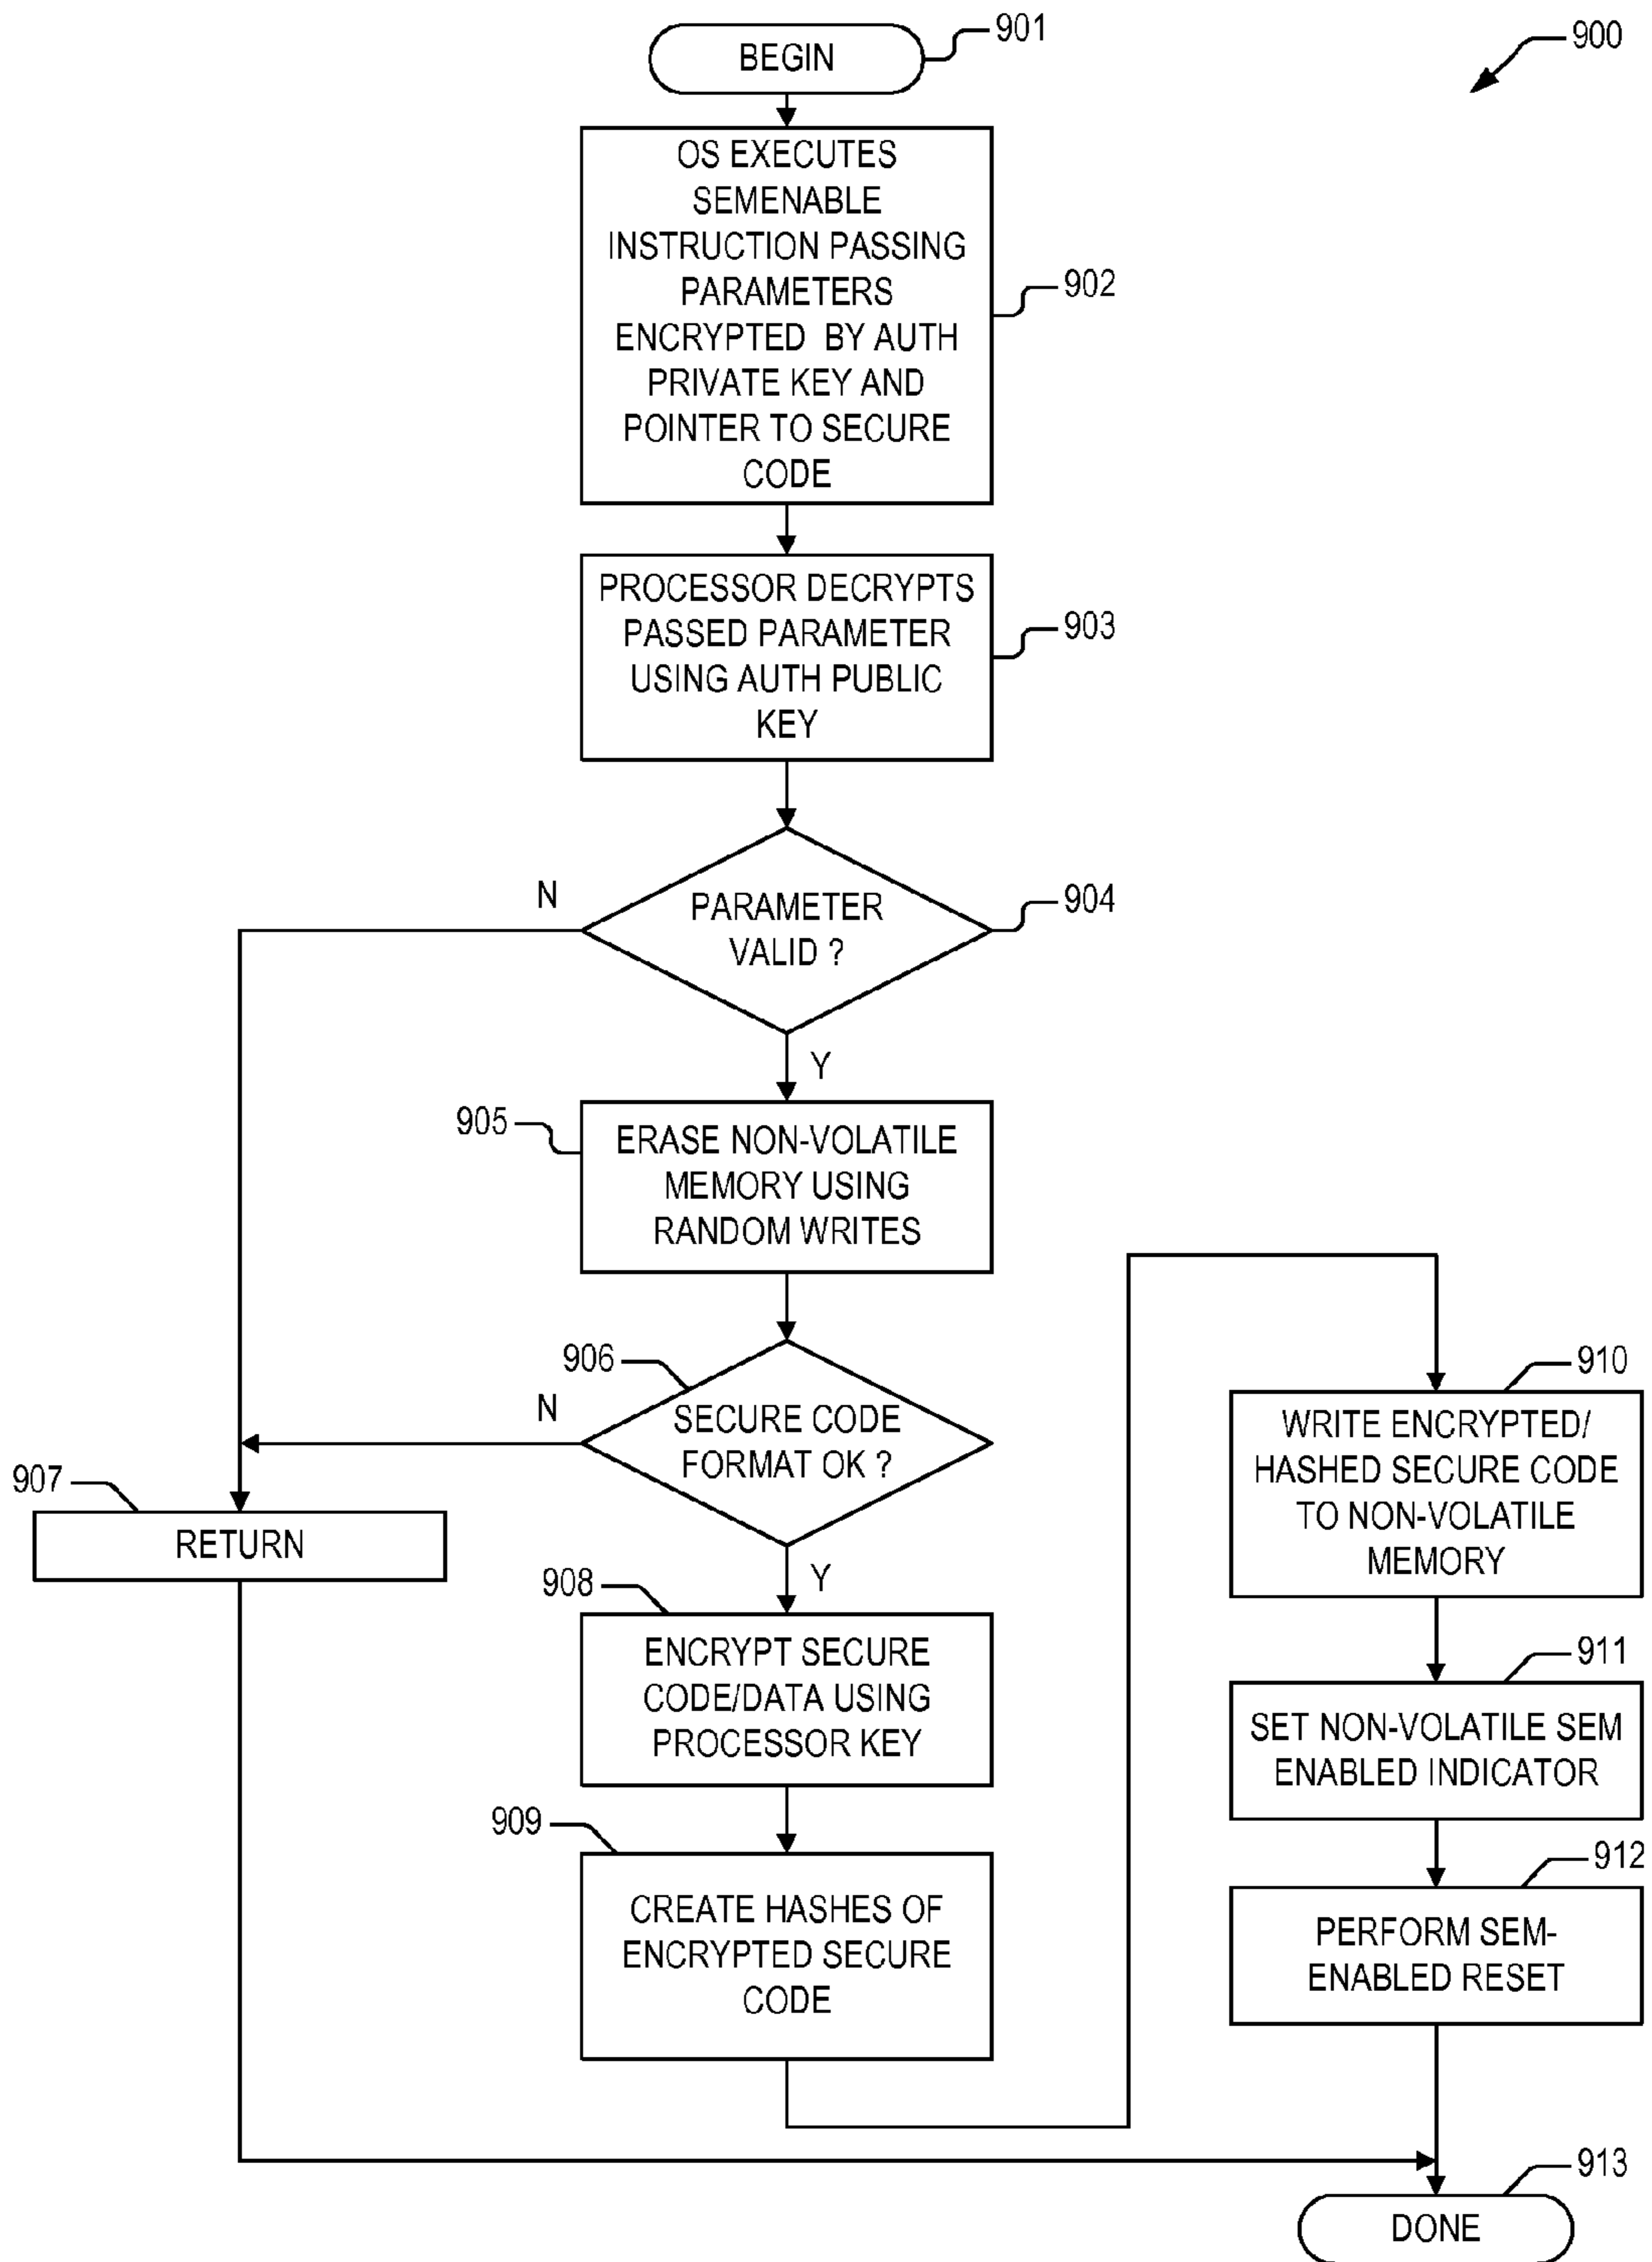 BEGIN
901
900
OS EXECUTES
SEMENABLE
INSTRUCTION PASSING
PARAMETERS
ENCRYPTED BY AUTH
PRIVATE KEY AND
POINTER TO SECURE
CODE
902
PROCESSOR DECRYPTS
PASSED PARAMETER
USING AUTH PUBLIC
KEY
903
PARAMETER
VALID ?
904
N
Y
905
ERASE NON-VOLATILE
MEMORY USING
RANDOM WRITES
906
SECURE CODE
FORMAT OK ?
N
Y
907
RETURN
908
ENCRYPT SECURE
CODE/DATA USING
PROCESSOR KEY
909
CREATE HASHES OF
ENCRYPTED SECURE
CODE
910
WRITE ENCRYPTED/
HASHED SECURE CODE
TO NON-VOLATILE
MEMORY
911
SET NON-VOLATILE SEM
ENABLED INDICATOR
912
PERFORM SEM-
ENABLED RESET
913
DONE